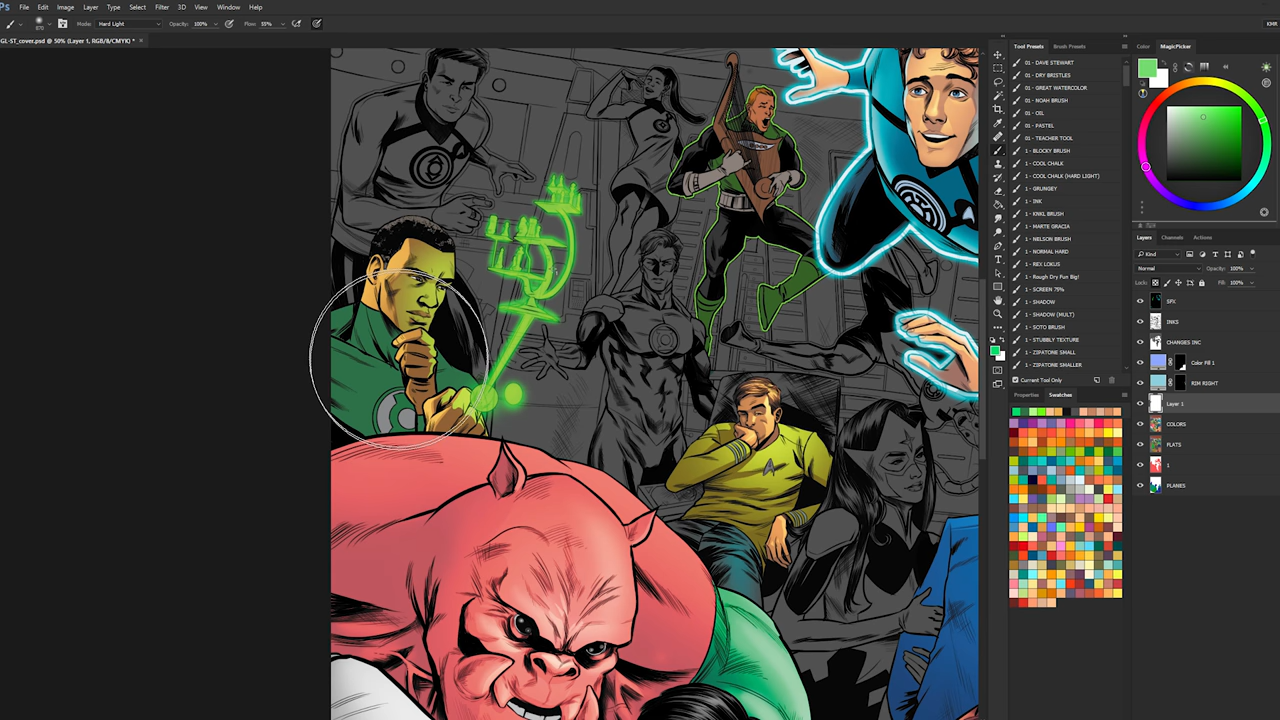 Ps File Edit Image Layer Type Select Filter 3D View Window Help
870 Mode: Hard Light Opacity: 100% Flow: 55%
KMR
GL-ST_cover.psd @ 50% (Layer 1, RGB/8/CMYK) * ×
Tool Presets Brush Presets
01 - DAVE STEWART
01 - DRY BRISTLES
01 - GREAT WATERCOLOR
01 - NOAH BRUSH
01 - OIL
01 - PASTEL
01 - TEACHER TOOL
1 - BLOCKY BRUSH
1 - COOL CHALK
1 - COOL CHALK (HARD LIGHT)
1 - GRUNGEY
1 - INK
1 - KNKL BRUSH
1 - MARTE GRACIA
1 - NELSON BRUSH
1 - NORMAL HARD
1 - REX LOKUS
1 - Rough Dry Fun Big!
1 - SCREEN 75%
1 - SHADOW
1 - SHADOW (MULT)
1 - SOTO BRUSH
1 - STUBBLY TEXTURE
1 - ZIPATONE SMALL
1 - ZIPATONE SMALLER
Current Tool Only
Properties Swatches
Color MagicPicker
Layers Channels Actions
Kind
Normal Opacity: 100%
Lock: Fill: 100%
SFX
INKS
CHANGES INC
Color Fill 1
RIM RIGHT
Layer 1
COLORS
FLATS
1
PLANES